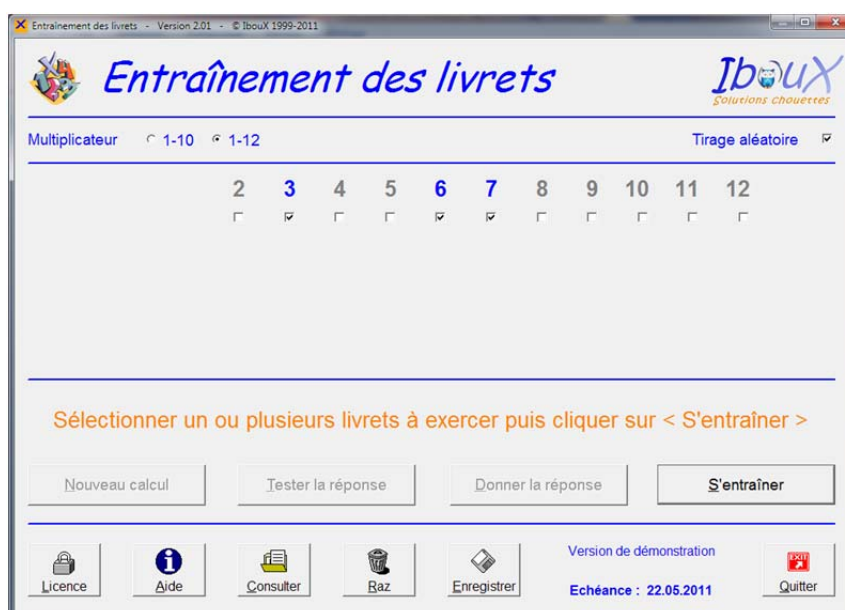 Entraînement des livrets - Version 2.01 - © IbouX 1999-2011
Entraînement des livrets
IbouX
Solutions chouettes
Multiplicateur 1-10 1-12 Tirage aléatoire
2 3 4 5 6 7 8 9 10 11 12
Sélectionner un ou plusieurs livrets à exercer puis cliquer sur < S'entraîner >
Nouveau calcul Tester la réponse Donner la réponse S'entraîner
Version de démonstration
Licence Aide Consulter Raz Enregistrer Echéance : 22.05.2011 EXIT Quitter